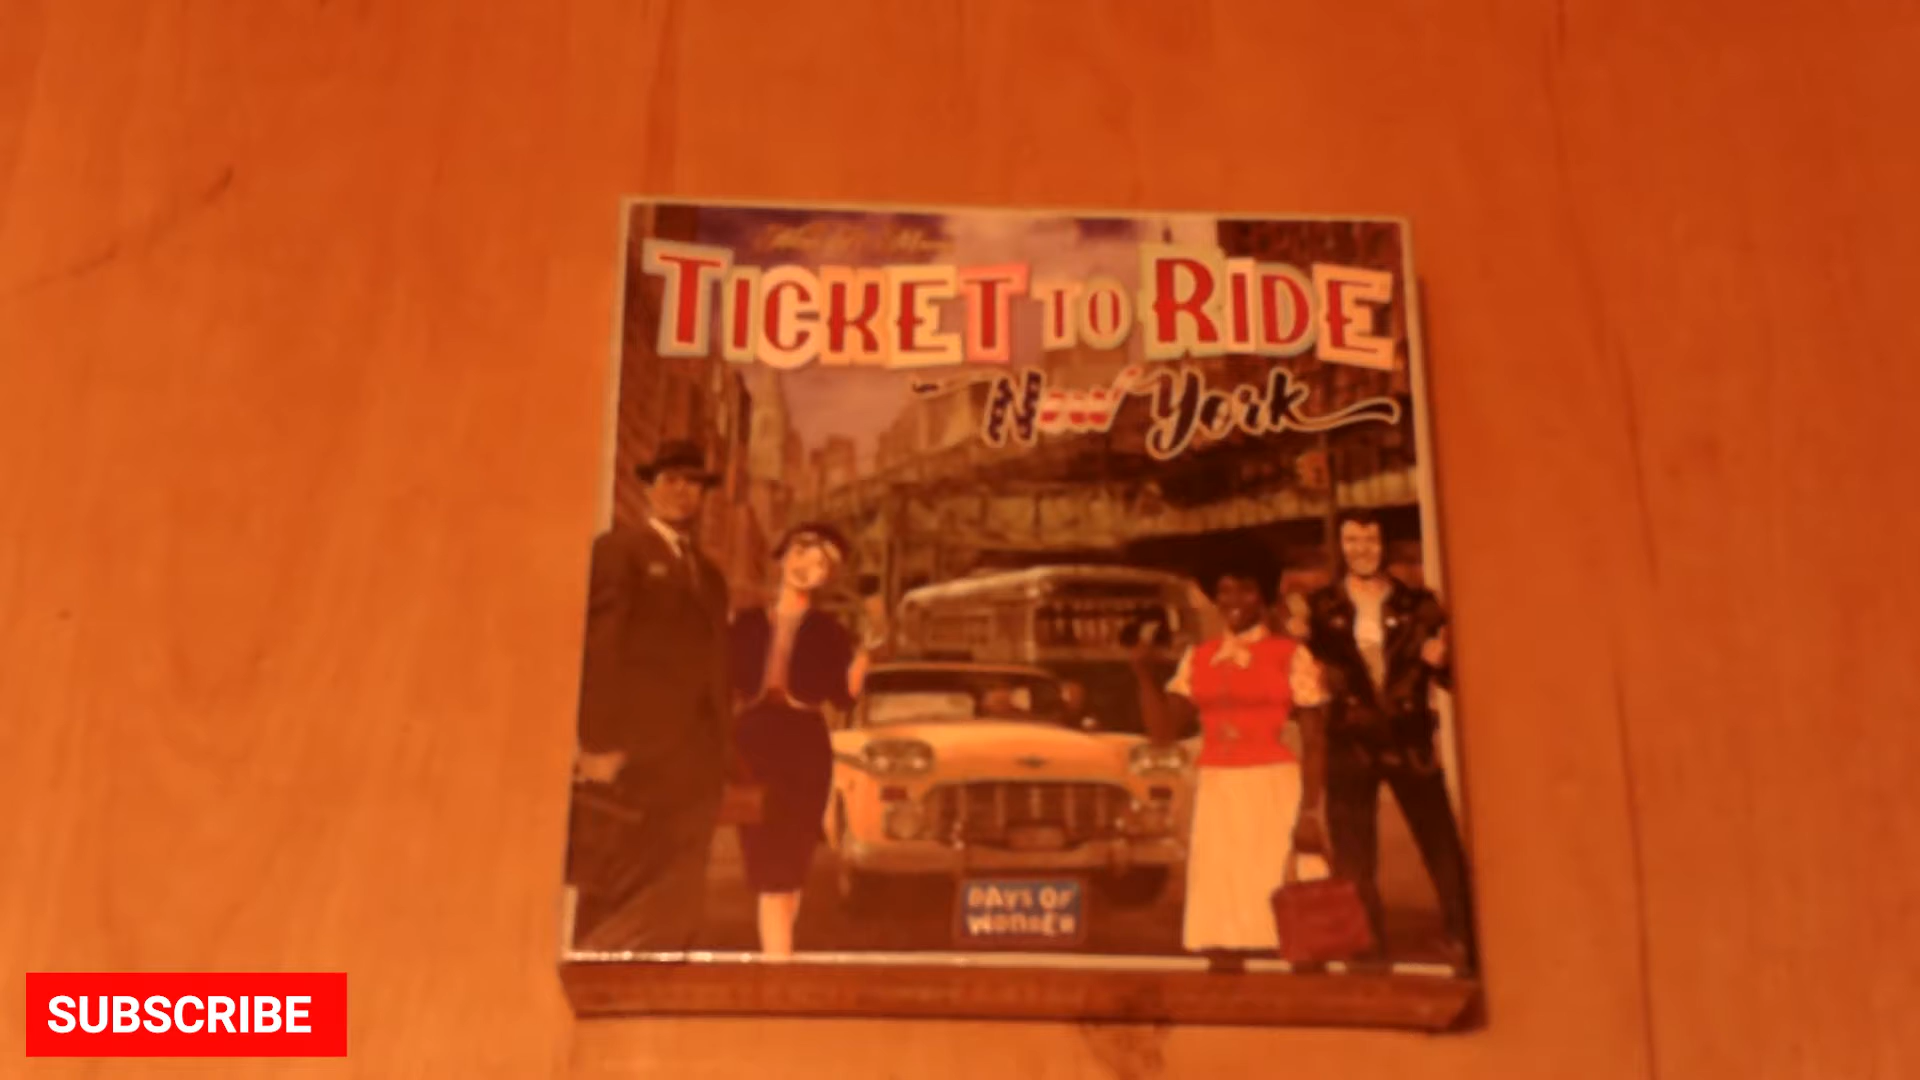 TICKET TO RIDE
New York
DAYS OF
WONDER
SUBSCRIBE